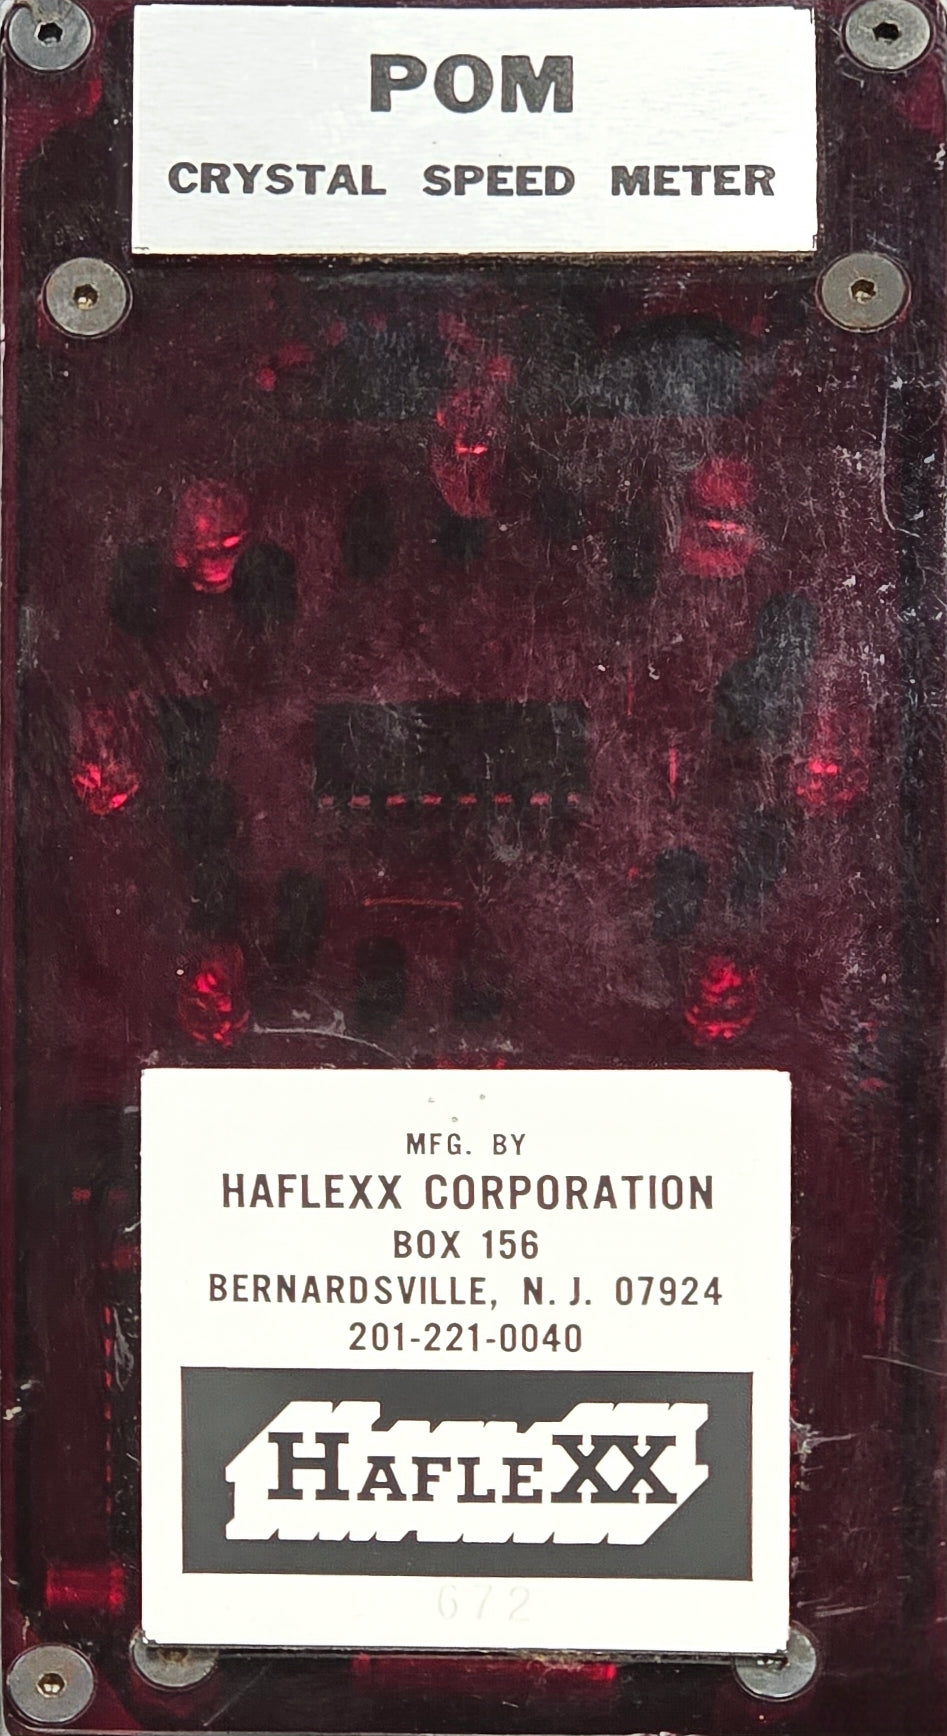 POM
CRYSTAL SPEED METER
MFG. BY
HAFLEXX CORPORATION
BOX 156
BERNARDSVILLE, N.J. 07924
201-221-0040
HAFLEXX
672